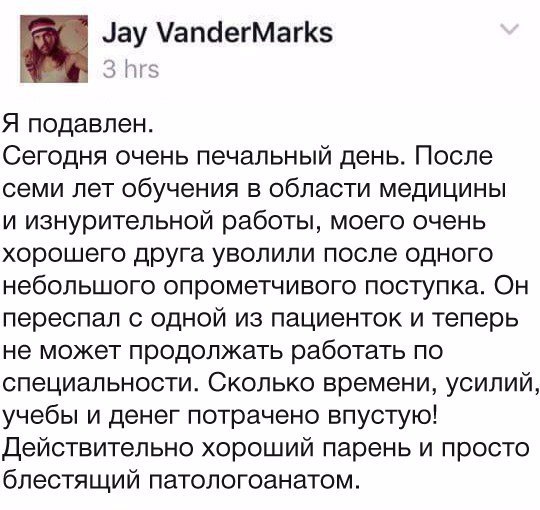 Jay VanderMarks
3 hrs
Я подавлен.
Сегодня очень печальный день. После
семи лет обучения в области медицины
и изнурительной работы, моего очень
хорошего друга уволили после одного
небольшого опрометчивого поступка. Он
переспал с одной из пациенток и теперь
не может продолжать работать по
специальности. Сколько времени, усилий,
учебы и денег потрачено впустую!
Действительно хороший парень и просто
блестящий патологоанатом.